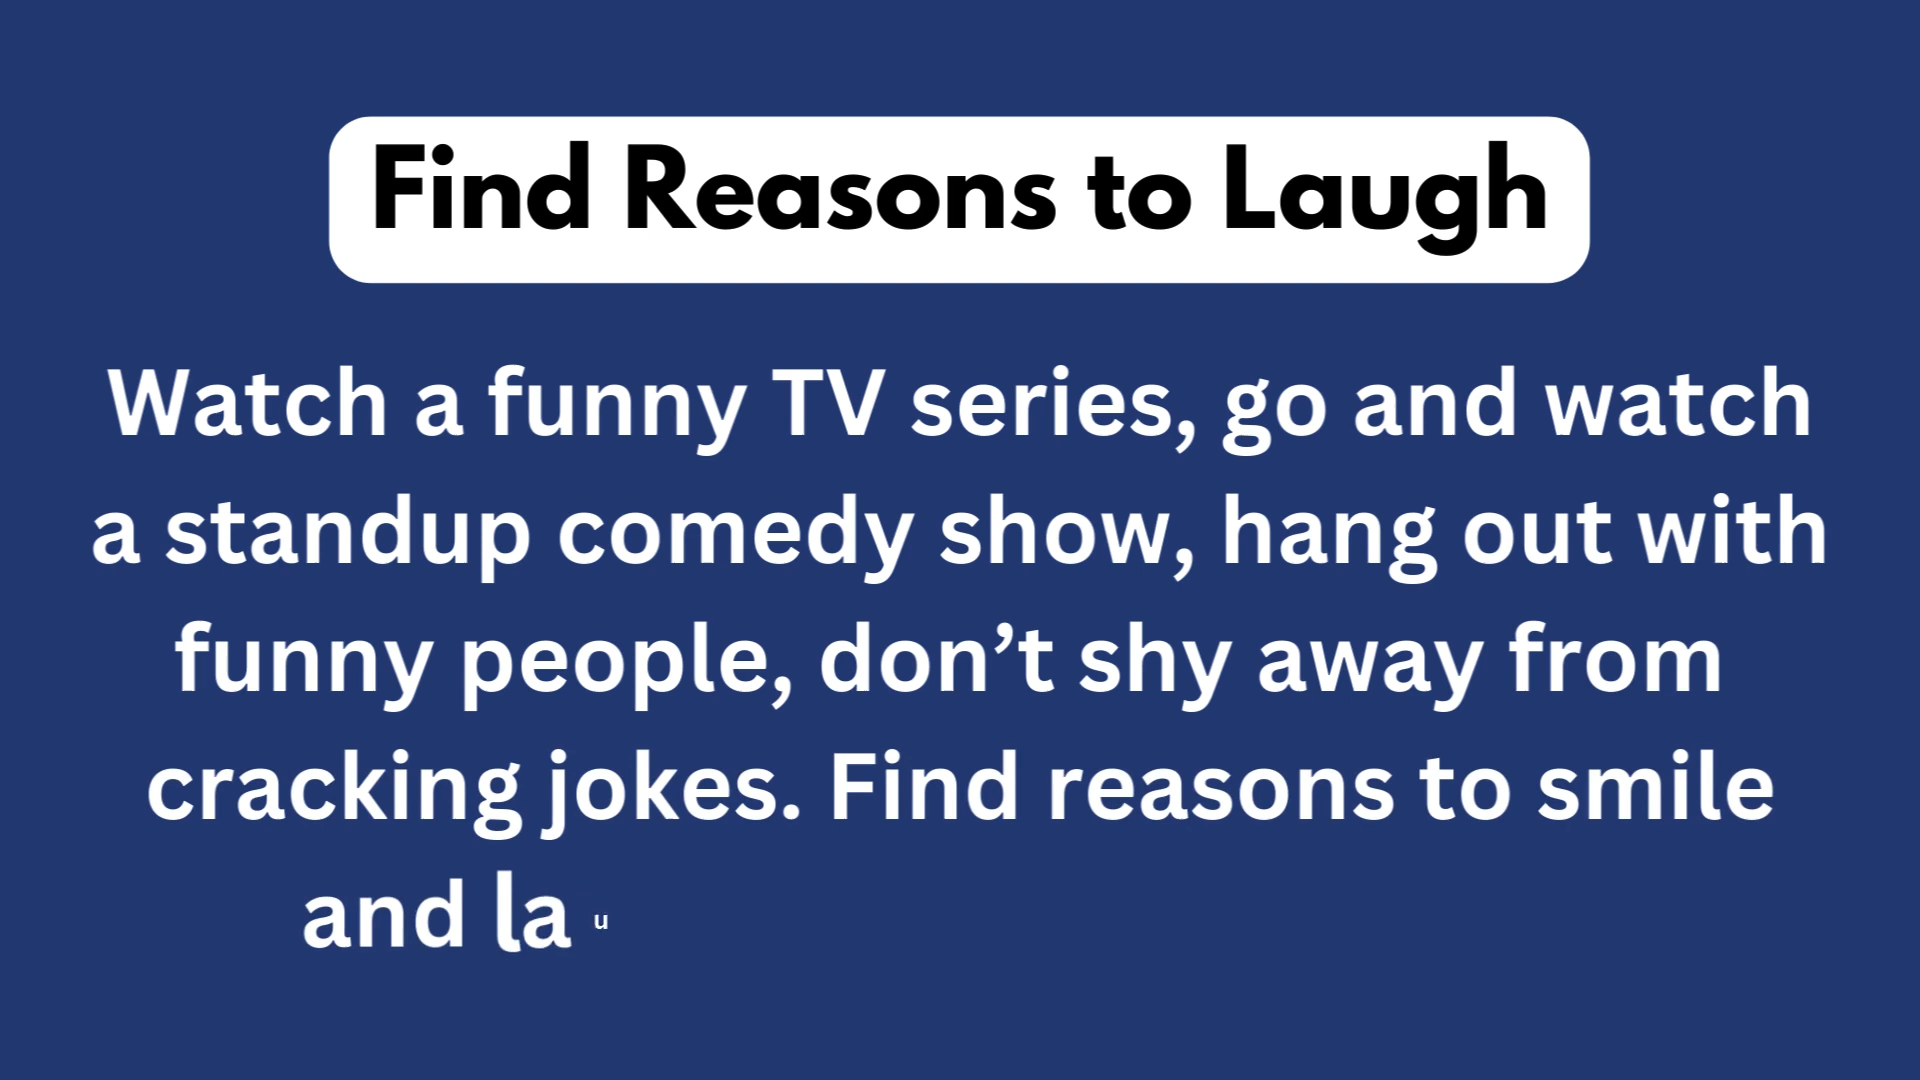 Find Reasons to Laugh
Watch a funny TV series, go and watch
a standup comedy show, hang out with
funny people, don’t shy away from
cracking jokes. Find reasons to smile
and la u